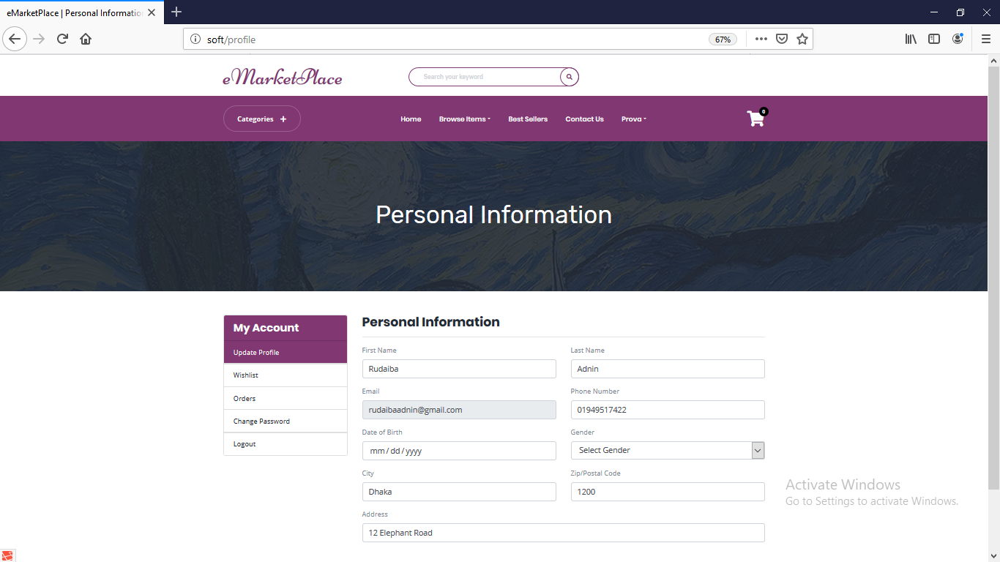 eMarketPlace | Personal Informatio
soft/profile
67%
eMarketPlace
Search your keyword
Categories +
Home
Browse Items
Best Sellers
Contact Us
Prova
0
Personal Information
My Account
Update Profile
Wishlist
Orders
Change Password
Logout
Personal Information
First Name
Last Name
Rudaiba
Adnin
Email
Phone Number
rudaibaadnin@gmail.com
01949517422
Date of Birth
Gender
mm / dd / yyyy
Select Gender
City
Zip/Postal Code
Dhaka
1200
Address
12 Elephant Road
Activate Windows
Go to Settings to activate Windows.